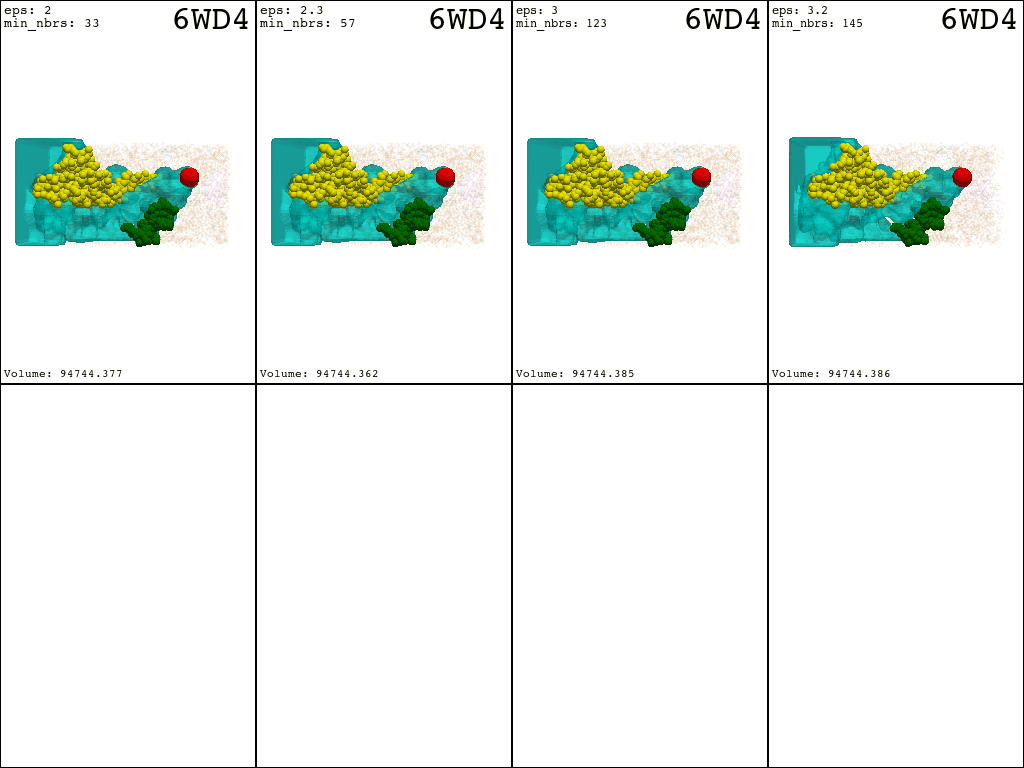 eps: 2
min_nbrs: 33
6WD4
Volume: 94744.377
eps: 2.3
min_nbrs: 57
6WD4
Volume: 94744.362
eps: 3
min_nbrs: 123
6WD4
Volume: 94744.385
eps: 3.2
min_nbrs: 145
6WD4
Volume: 94744.386